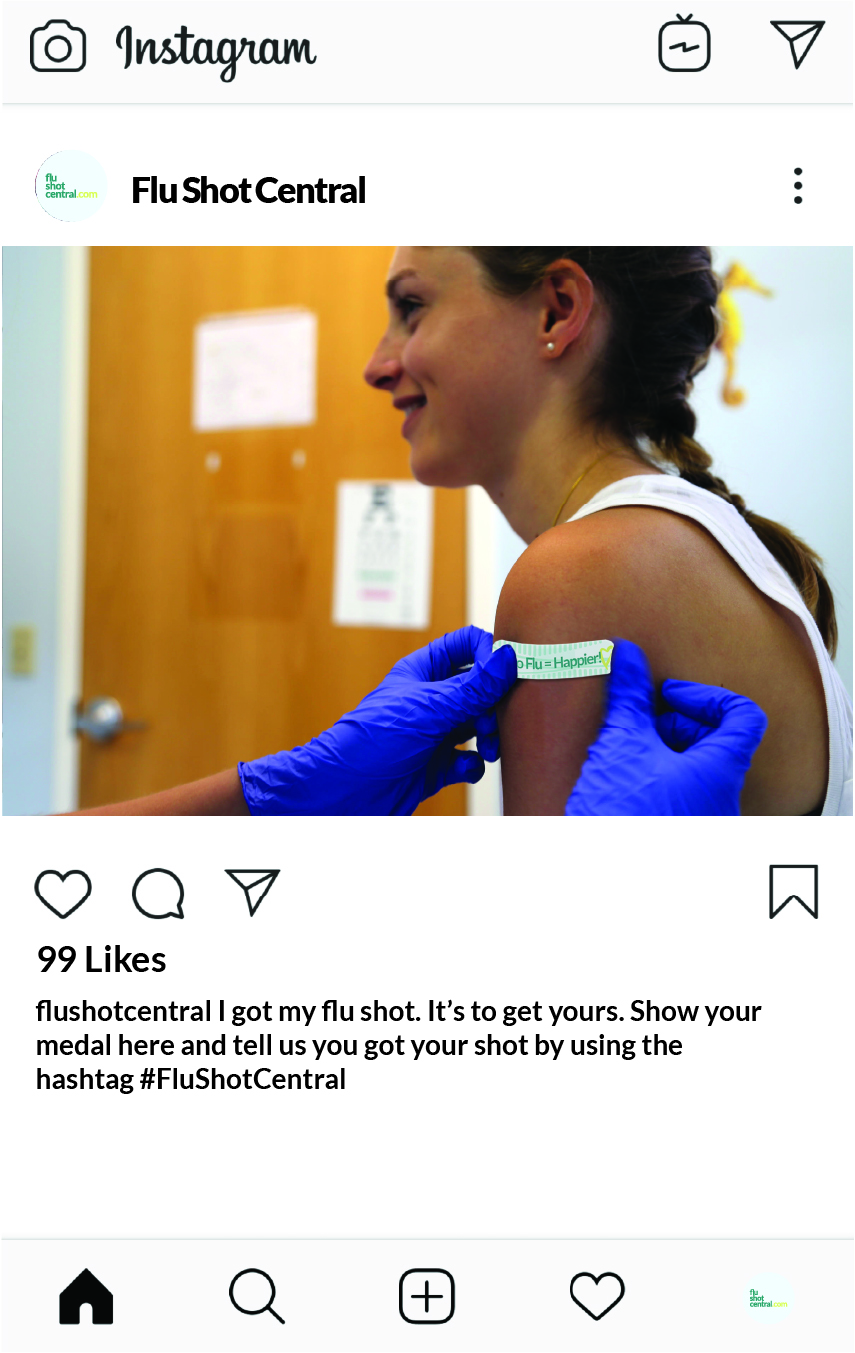 Instagram
flu
shot
central.com
Flu Shot Central
o Flu = Happier!
99 Likes
flushotcentral I got my flu shot. It’s to get yours. Show your
medal here and tell us you got your shot by using the
hashtag #FluShotCentral
flu
shot
central.com